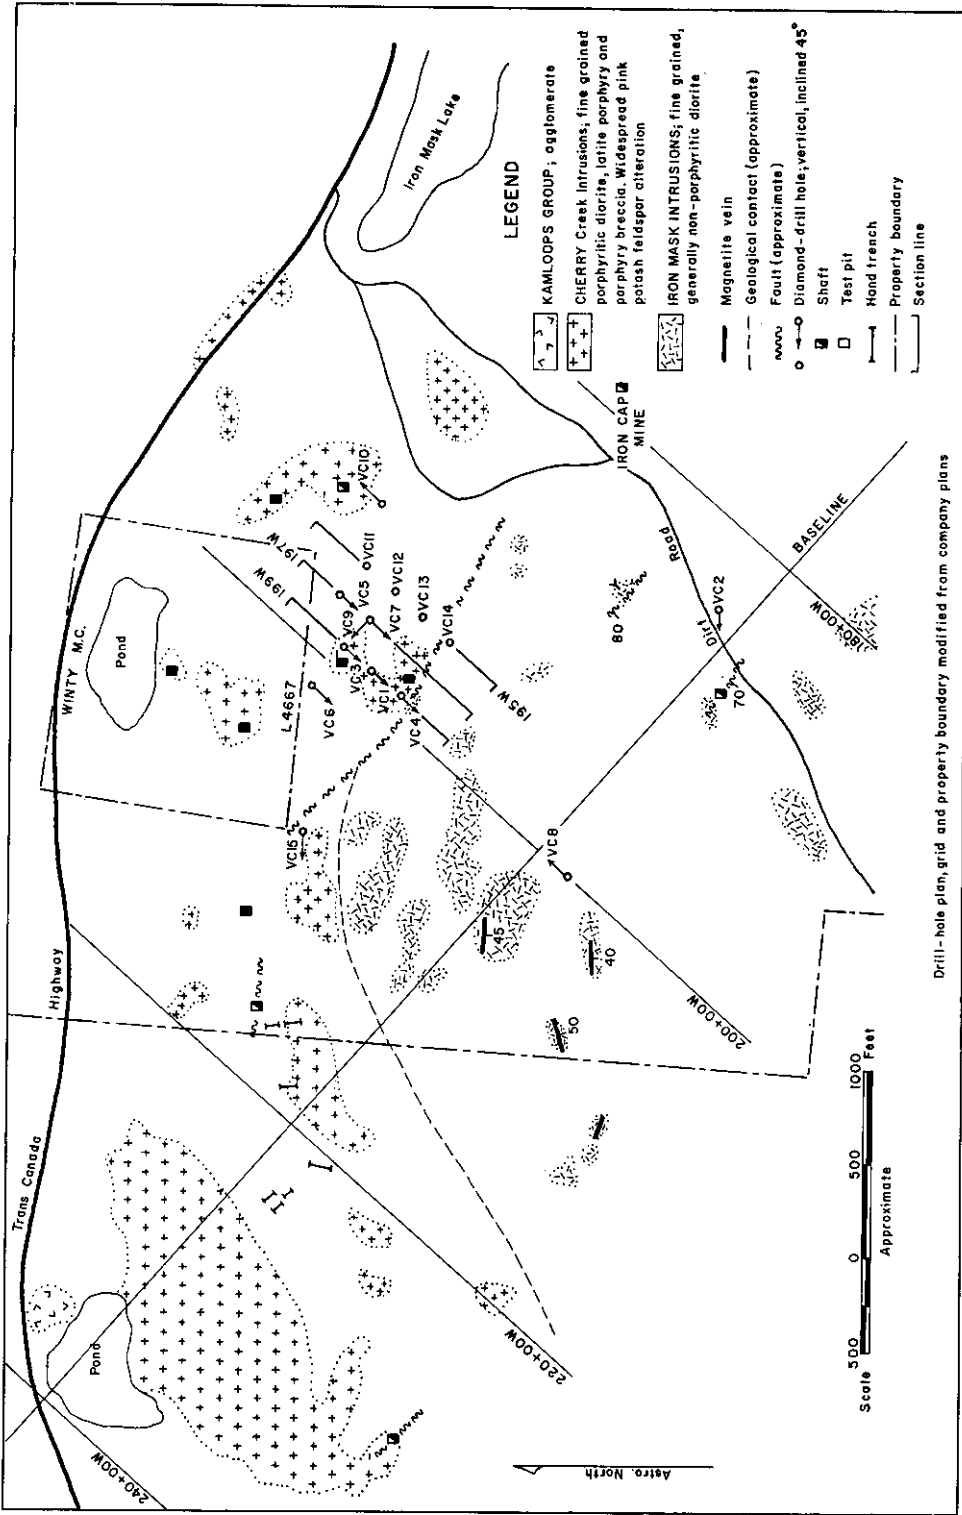 Trans Canada
Highway
Pond
WINTY M.C.
Pond
Iron Mask Lake
LEGEND
KAMLOOPS GROUP; agglomerate
CHERRY Creek Intrusions; fine grained
porphyritic diorite, latite porphyry and
porphyry breccia. Widespread pink
potash feldspar alteration
IRON MASK INTRUSIONS; fine grained,
generally non-porphyritic diorite
Magnetite vein
Geological contact (approximate)
Fault (approximate)
Diamond-drill hole; vertical, inclined 45°
Shaft
Test pit
Hand trench
Property boundary
Section line
L4667
199W
197W
195W
VC10
VC11
VC5
VC12
VC9
VC7
VC13
VC3
VC14
VC1
VC6
VC4
VC15
VC8
VC2
IRON CAP
MINE
Dirt
Road
BASELINE
80
70
45
40
50
180+00W
200+00W
220+00W
240+00W
Astro. North
Scale 500 0 500 1000 Feet
Approximate
Drill-hole plan, grid and property boundary modified from company plans